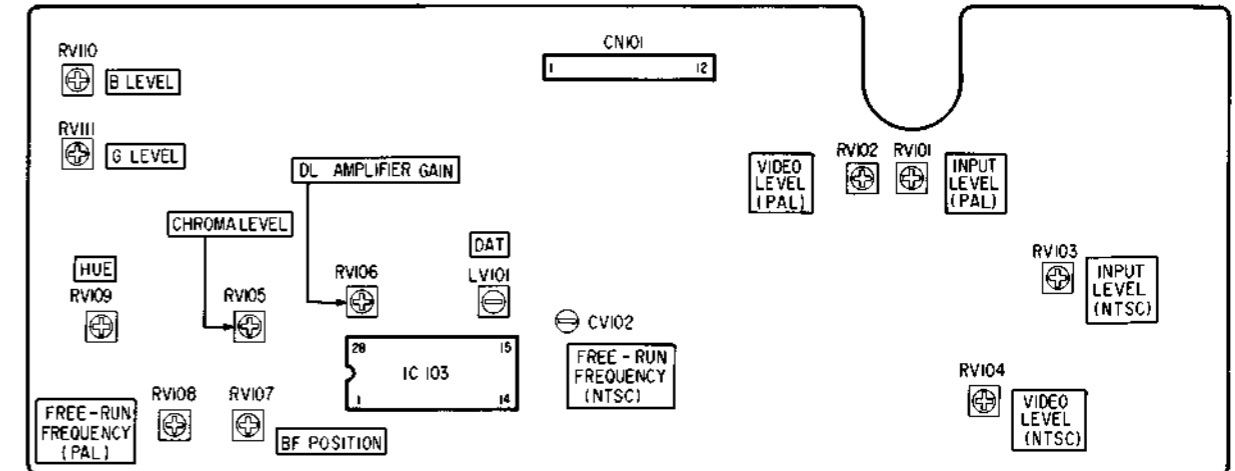 RV110
B LEVEL
RV111
G LEVEL
CN101
1 12
DL AMPLIFIER GAIN
CHROMA LEVEL
VIDEO
LEVEL
(PAL)
RV102
RV101
INPUT
LEVEL
(PAL)
HUE
RV109
RV105
RV106
DAT
LV101
RV103
INPUT
LEVEL
(NTSC)
CV102
FREE-RUN
FREQUENCY
(NTSC)
28 15
IC 103
1 14
RV104
VIDEO
LEVEL
(NTSC)
FREE-RUN
FREQUENCY
(PAL)
RV108
RV107
BF POSITION